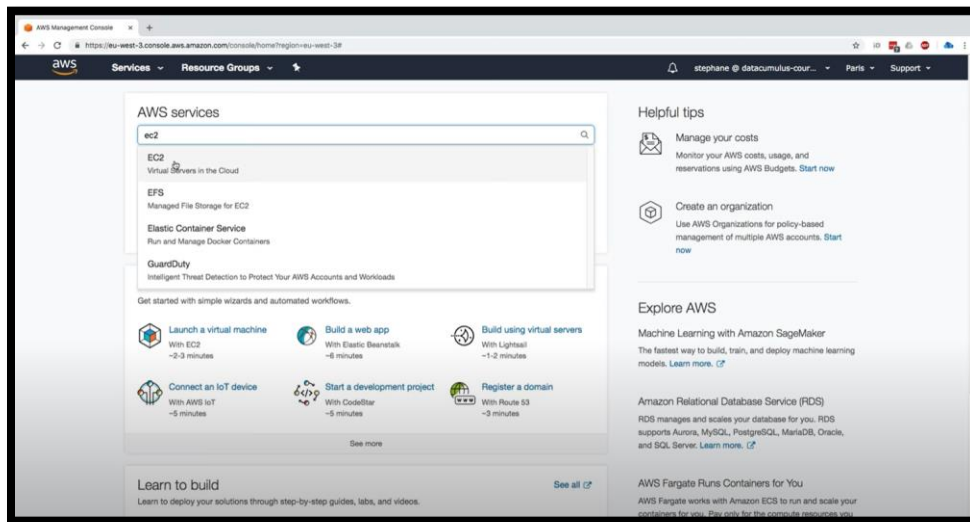 AWS Management Console
https://eu-west-3.console.aws.amazon.com/console/home?region=eu-west-3#
aws
Services
Resource Groups
stephane @ datacumulus-cour...
Paris
Support
AWS services
ec2
EC2
Virtual Servers in the Cloud
EFS
Managed File Storage for EC2
Elastic Container Service
Run and Manage Docker Containers
GuardDuty
Intelligent Threat Detection to Protect Your AWS Accounts and Workloads
Get started with simple wizards and automated workflows.
Launch a virtual machine
With EC2
~2-3 minutes
Build a web app
With Elastic Beanstalk
~6 minutes
Build using virtual servers
With Lightsail
~1-2 minutes
Connect an IoT device
With AWS IoT
~5 minutes
Start a development project
With CodeStar
~5 minutes
Register a domain
With Route 53
~3 minutes
See more
Learn to build
See all
Learn to deploy your solutions through step-by-step guides, labs, and videos.
Helpful tips
Manage your costs
Monitor your AWS costs, usage, and
reservations using AWS Budgets. Start now
Create an organization
Use AWS Organizations for policy-based
management of multiple AWS accounts. Start
now
Explore AWS
Machine Learning with Amazon SageMaker
The fastest way to build, train, and deploy machine learning
models. Learn more.
Amazon Relational Database Service (RDS)
RDS manages and scales your database for you. RDS
supports Aurora, MySQL, PostgreSQL, MariaDB, Oracle,
and SQL Server. Learn more.
AWS Fargate Runs Containers for You
AWS Fargate works with Amazon ECS to run and scale your
containers for you. Pay only for the compute resources you